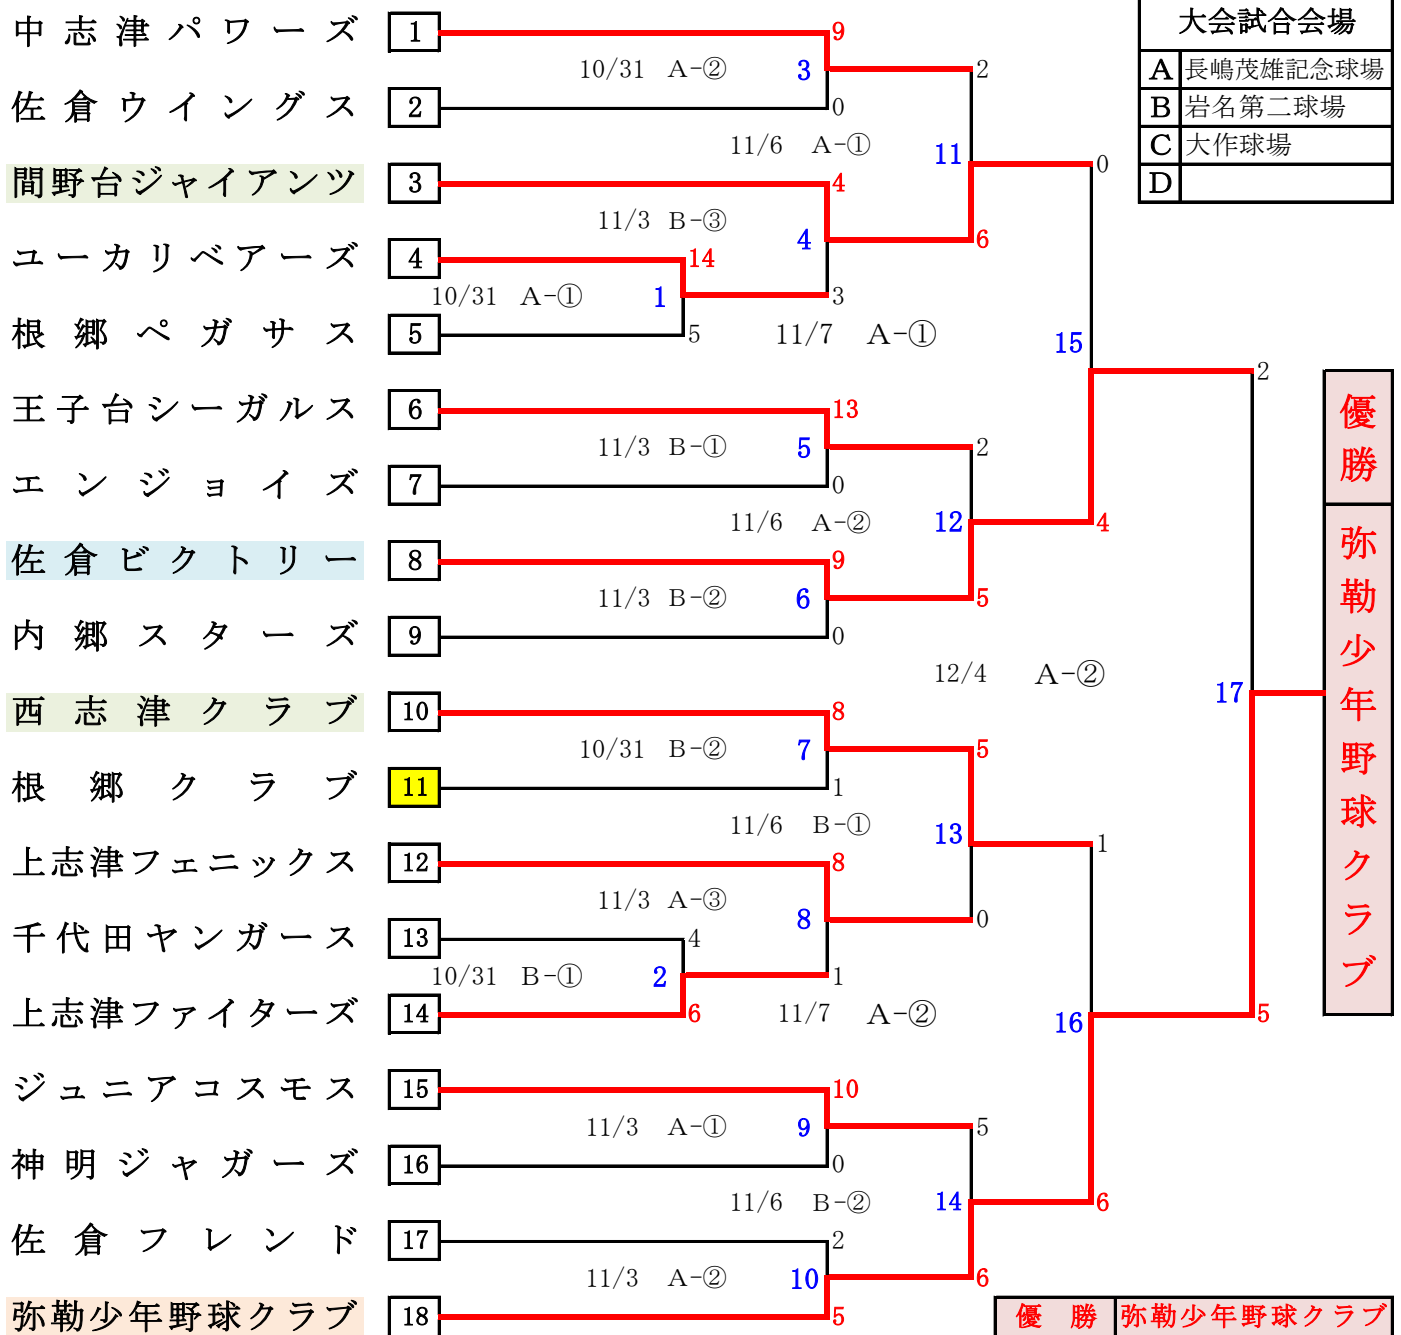 中志津パワーズ 1 9 大会試合会場
10/31 A-② 3 2 A 長嶋茂雄記念球場
佐倉ウイングス 2 0 B 岩名第二球場
11/6 A-① 11 C 大作球場
間野台ジャイアンツ 3 4 0 D
11/3 B-③ 4 6
ユーカリベアーズ 4 14
10/31 A-① 1 3
根郷ペガサス 5 5 11/7 A-① 15
2
王子台シーガルス 6 13 優勝
11/3 B-① 5 2
エンジョイズ 7 0
11/6 A-② 12 4
佐倉ビクトリー 8 9 弥勒少年野球クラブ
11/3 B-② 6 5
内郷スターズ 9 0
12/4 A-② 17
西志津クラブ 10 8
10/31 B-② 7 5
根郷クラブ 11 1
11/6 B-① 13 1
上志津フェニックス 12 8
11/3 A-③ 8 0
千代田ヤンガース 13 4
10/31 B-① 2 1
上志津ファイターズ 14 6 11/7 A-② 16 5
ジュニアコスモス 15 10
11/3 A-① 9 5
神明ジャガーズ 16 0
11/6 B-② 14 6
佐倉フレンド 17 2
11/3 A-② 10 6
弥勒少年野球クラブ 18 5 優勝 弥勒少年野球クラブ